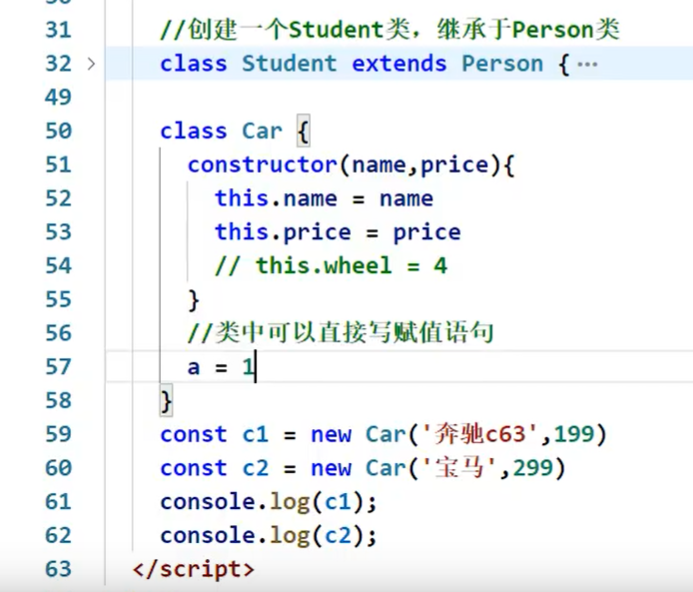 31 //创建一个Student类，继承于Person类
32 > class Student extends Person { ···
49
50 class Car {
51 constructor(name,price){
52 this.name = name
53 this.price = price
54 // this.wheel = 4
55 }
56 //类中可以直接写赋值语句
57 a = 1
58 }
59 const c1 = new Car('奔驰c63',199)
60 const c2 = new Car('宝马',299)
61 console.log(c1);
62 console.log(c2);
63 </script>